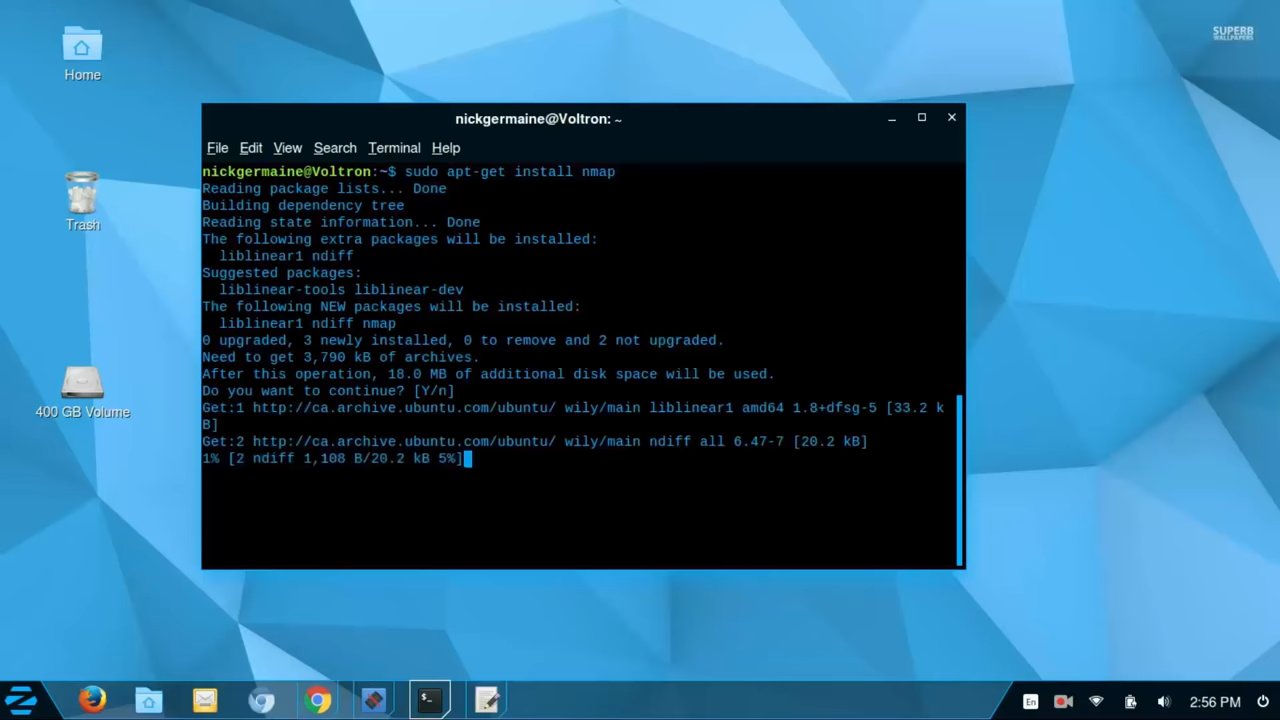 SUPERB
WALLPAPERS
Home
Trash
400 GB Volume
nickgermaine@Voltron: ~
File Edit View Search Terminal Help
nickgermaine@Voltron:~$ sudo apt-get install nmap
Reading package lists... Done
Building dependency tree
Reading state information... Done
The following extra packages will be installed:
liblinear1 ndiff
Suggested packages:
liblinear-tools liblinear-dev
The following NEW packages will be installed:
liblinear1 ndiff nmap
0 upgraded, 3 newly installed, 0 to remove and 2 not upgraded.
Need to get 3,790 kB of archives.
After this operation, 18.0 MB of additional disk space will be used.
Do you want to continue? [Y/n]
Get:1 http://ca.archive.ubuntu.com/ubuntu/ wily/main liblinear1 amd64 1.8+dfsg-5 [33.2 k
B]
Get:2 http://ca.archive.ubuntu.com/ubuntu/ wily/main ndiff all 6.47-7 [20.2 kB]
1% [2 ndiff 1,108 B/20.2 kB 5%]
En 2:56 PM